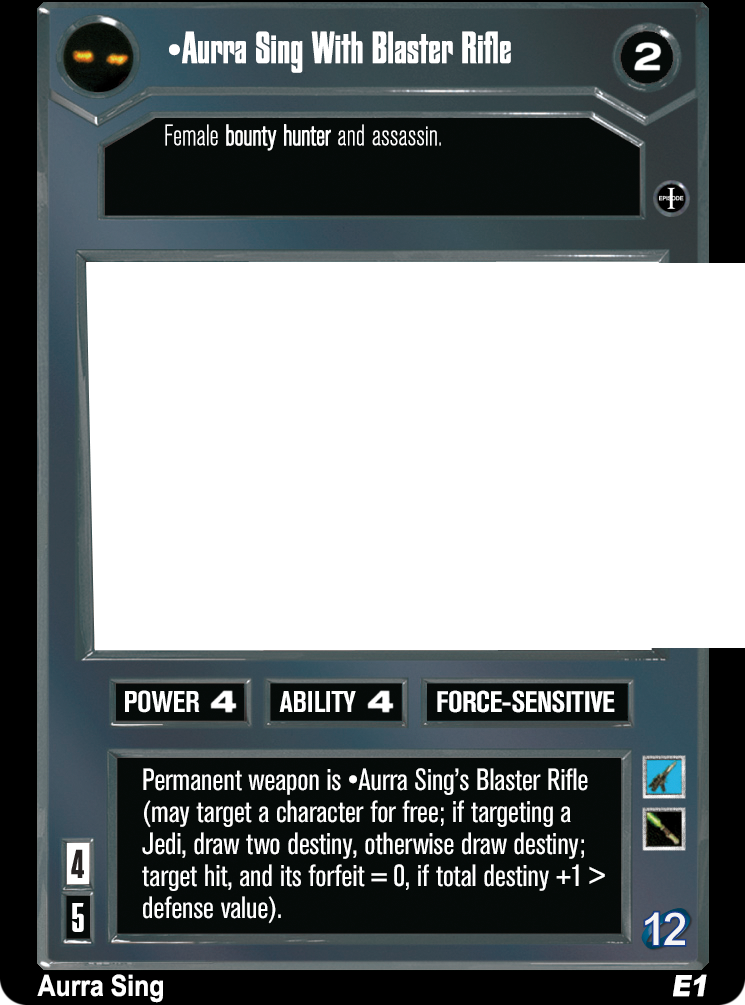 •Aurra Sing With Blaster Rifle
2
Female bounty hunter and assassin.
EPISODE I
POWER 4
ABILITY 4
FORCE-SENSITIVE
Permanent weapon is •Aurra Sing's Blaster Rifle
(may target a character for free; if targeting a
Jedi, draw two destiny, otherwise draw destiny;
target hit, and its forfeit = 0, if total destiny +1 >
defense value).
4
5
12
Aurra Sing
E1